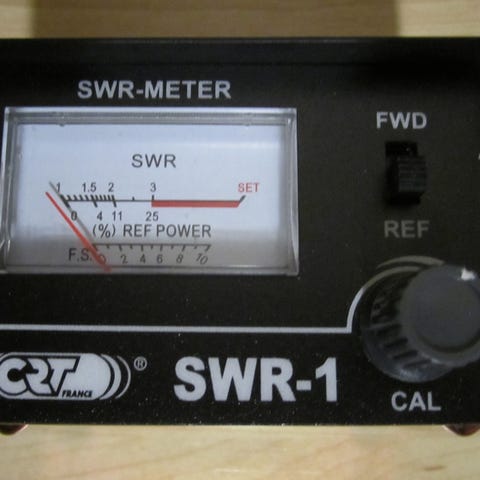 SWR-METER
FWD
SWR
1 1.5 2 3 SET
0 4 11 25
(%) REF POWER
REF
F.S. 0 2 4 6 8 10
CRT
FRANCE
®
SWR-1
CAL